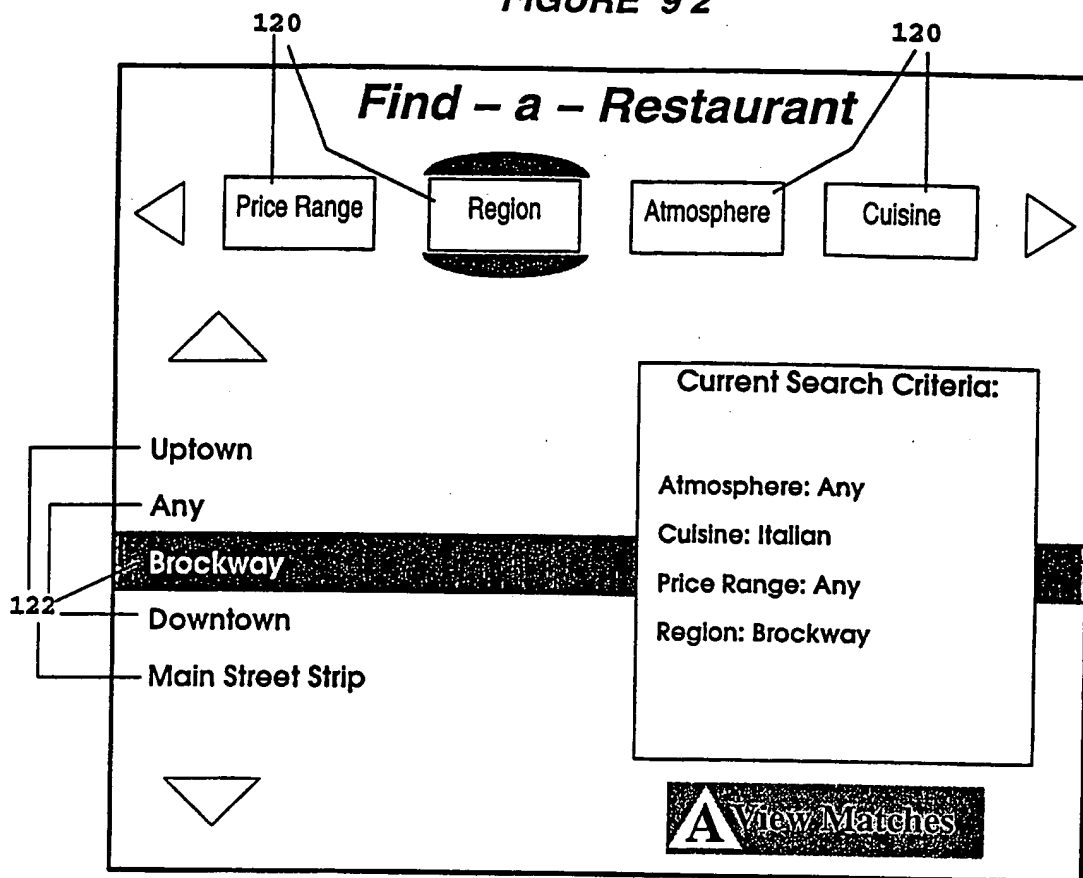 FIGURE 92
120
120
Find – a – Restaurant
Price Range
Region
Atmosphere
Cuisine
Current Search Criteria:
Uptown
Atmosphere: Any
Any
Cuisine: Italian
Brockway
Price Range: Any
122
Downtown
Region: Brockway
Main Street Strip
A View Matches